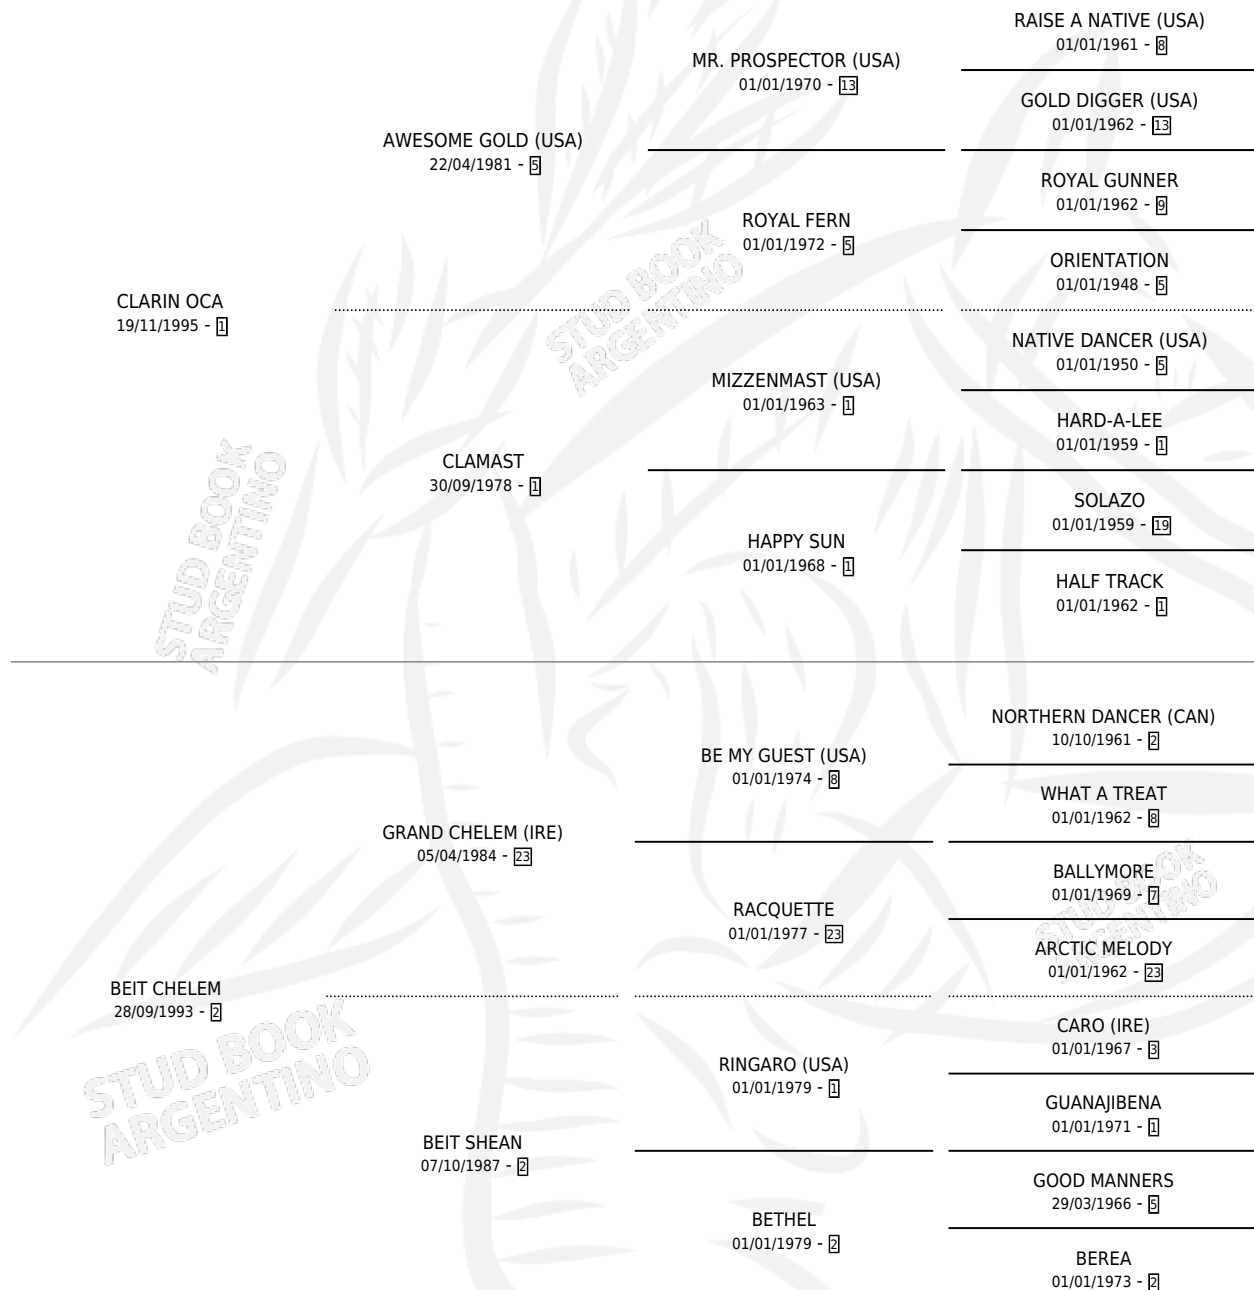 RAISE A NATIVE (USA)
01/01/1961 - 8
MR. PROSPECTOR (USA)
01/01/1970 - 13
GOLD DIGGER (USA)
01/01/1962 - 13
AWESOME GOLD (USA)
22/04/1981 - 5
ROYAL GUNNER
01/01/1962 - 9
ROYAL FERN
01/01/1972 - 5
ORIENTATION
01/01/1948 - 5
CLARIN OCA
19/11/1995 - 1
NATIVE DANCER (USA)
01/01/1950 - 5
MIZZENMAST (USA)
01/01/1963 - 1
HARD-A-LEE
01/01/1959 - 1
CLAMAST
30/09/1978 - 1
SOLAZO
01/01/1959 - 19
HAPPY SUN
01/01/1968 - 1
HALF TRACK
01/01/1962 - 1
NORTHERN DANCER (CAN)
10/10/1961 - 2
BE MY GUEST (USA)
01/01/1974 - 8
WHAT A TREAT
01/01/1962 - 8
GRAND CHELEM (IRE)
05/04/1984 - 23
BALLYMORE
01/01/1969 - 7
RACQUETTE
01/01/1977 - 23
ARCTIC MELODY
01/01/1962 - 23
BEIT CHELEM
28/09/1993 - 2
CARO (IRE)
01/01/1967 - 3
RINGARO (USA)
01/01/1979 - 1
GUANAJIBENA
01/01/1971 - 1
BEIT SHEAN
07/10/1987 - 2
GOOD MANNERS
29/03/1966 - 5
BETHEL
01/01/1979 - 2
BEREA
01/01/1973 - 2
STUD BOOK
ARGENTINO
STUD BOOK
ARGENTINO
STUD BOOK
ARGENTINO
STUD BOOK
ARGENTINO